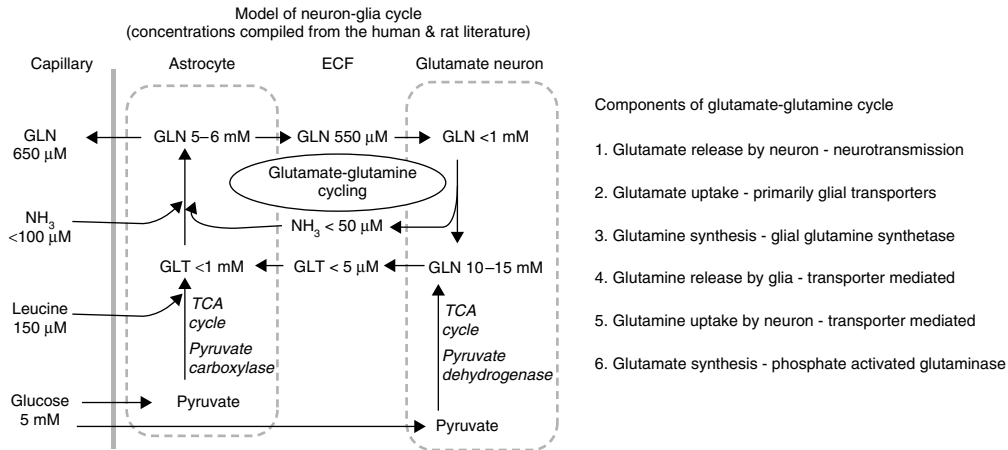 Model of neuron-glia cycle
(concentrations compiled from the human & rat literature)
Capillary
Astrocyte
ECF
Glutamate neuron
GLN
650 μM
GLN 5–6 mM
GLN 550 μM
GLN <1 mM
Glutamate-glutamine
cycling
NH3
<100 μM
NH3 < 50 μM
GLT <1 mM
GLT < 5 μM
GLN 10–15 mM
Leucine
150 μM
TCA
cycle
Pyruvate
carboxylase
TCA
cycle
Pyruvate
dehydrogenase
Glucose
5 mM
Pyruvate
Pyruvate
Components of glutamate-glutamine cycle
1. Glutamate release by neuron - neurotransmission
2. Glutamate uptake - primarily glial transporters
3. Glutamine synthesis - glial glutamine synthetase
4. Glutamine release by glia - transporter mediated
5. Glutamine uptake by neuron - transporter mediated
6. Glutamate synthesis - phosphate activated glutaminase